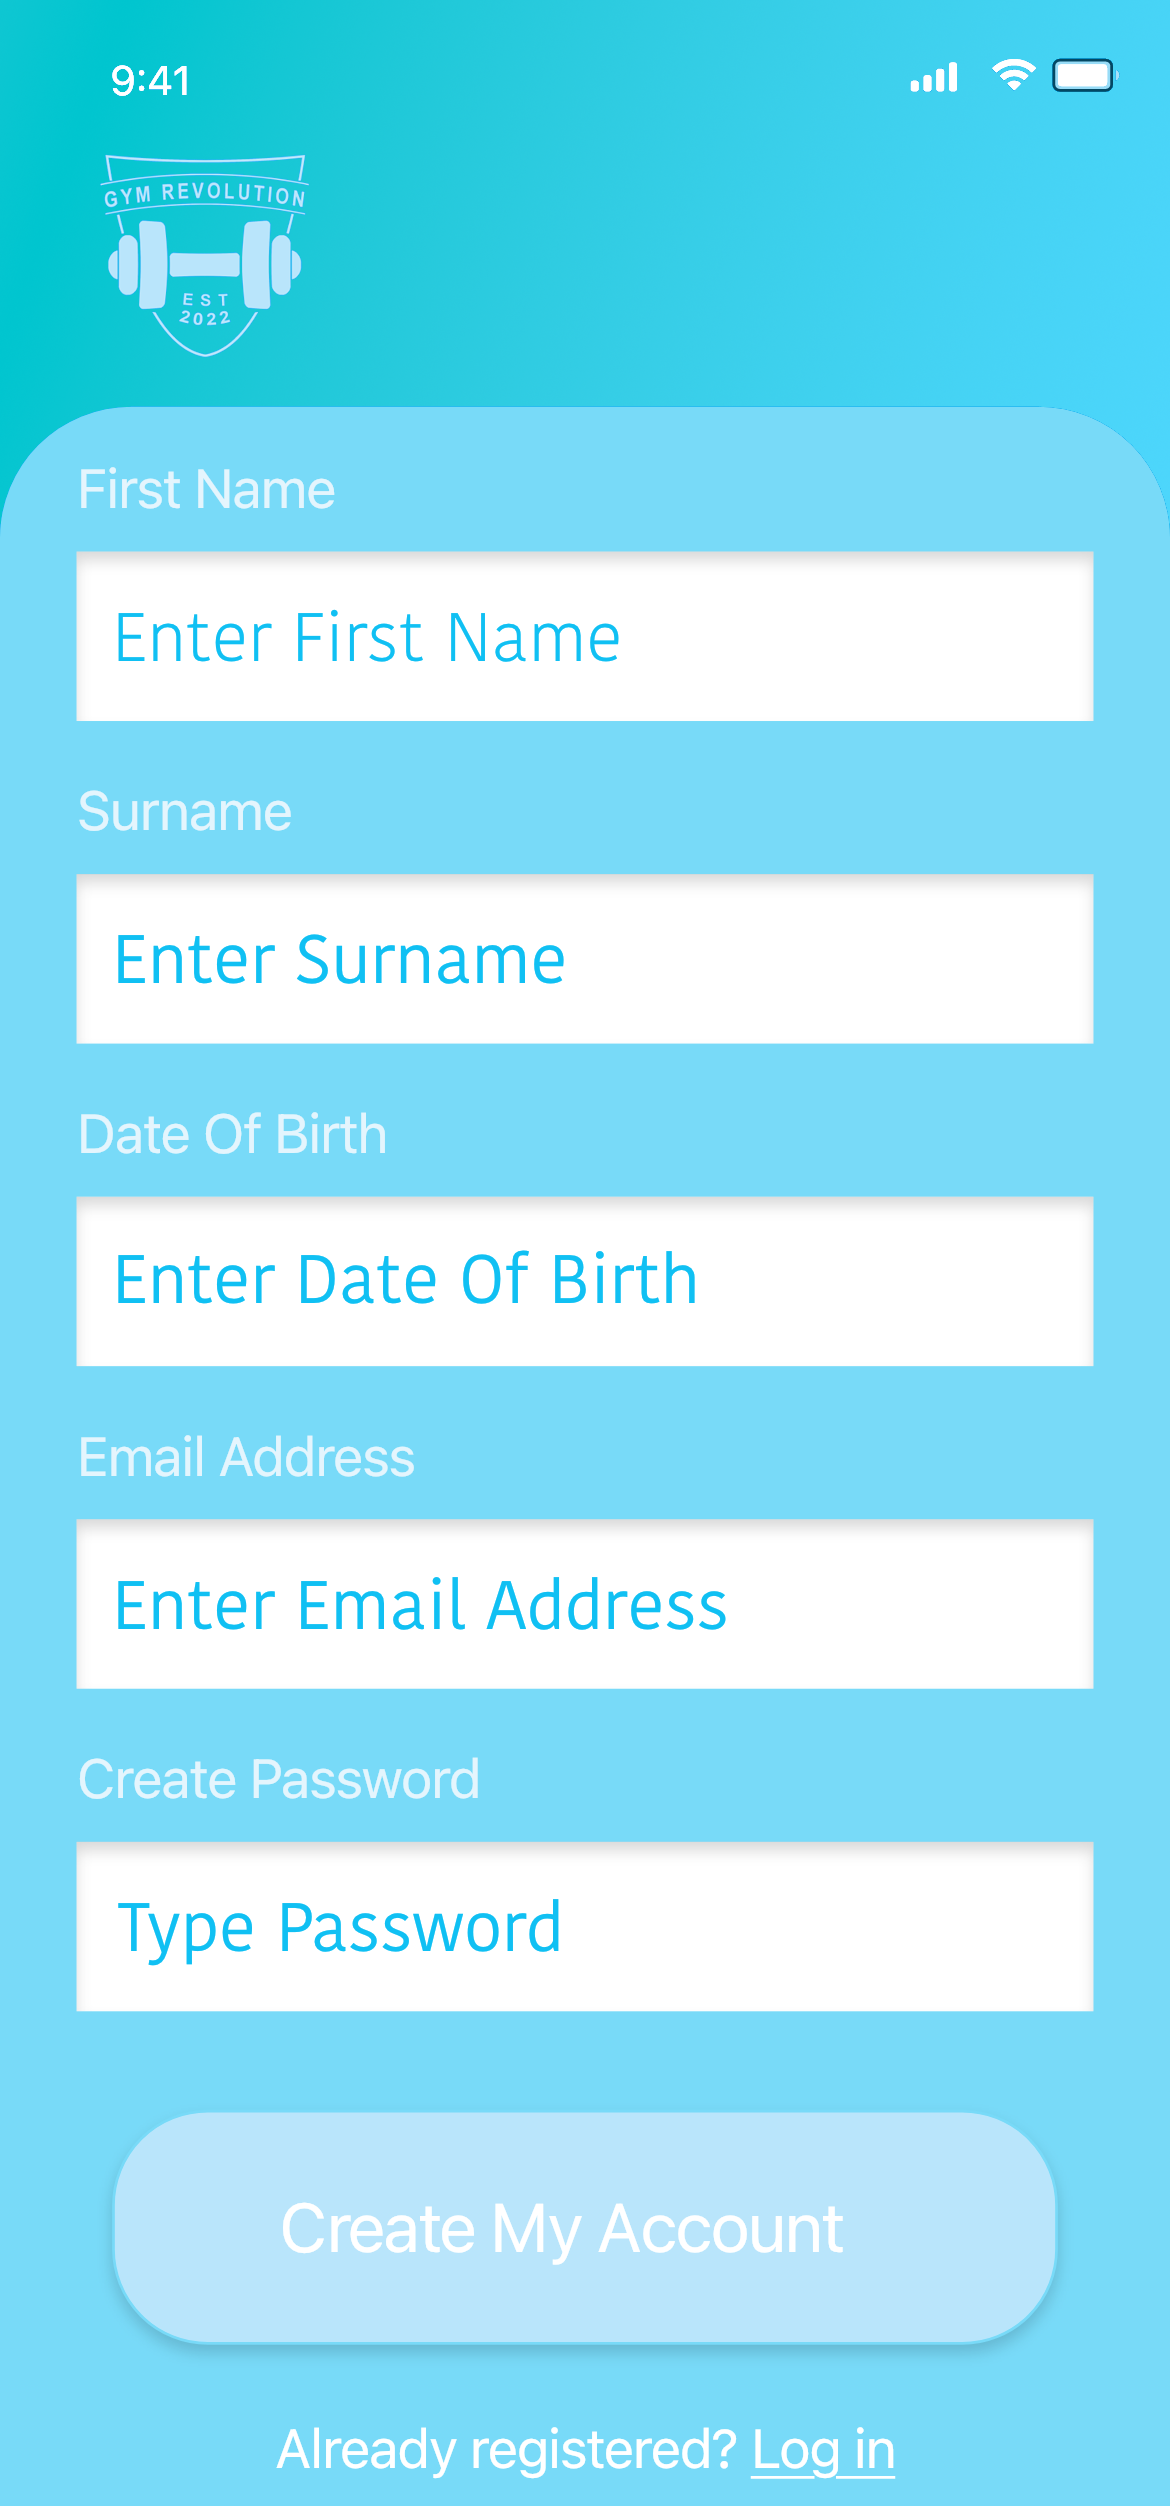 9:41
GYM REVOLUTION
EST
2022
First Name
Enter First Name
Surname
Enter Surname
Date Of Birth
Enter Date Of Birth
Email Address
Enter Email Address
Create Password
Type Password
Create My Account
Already registered? Log in